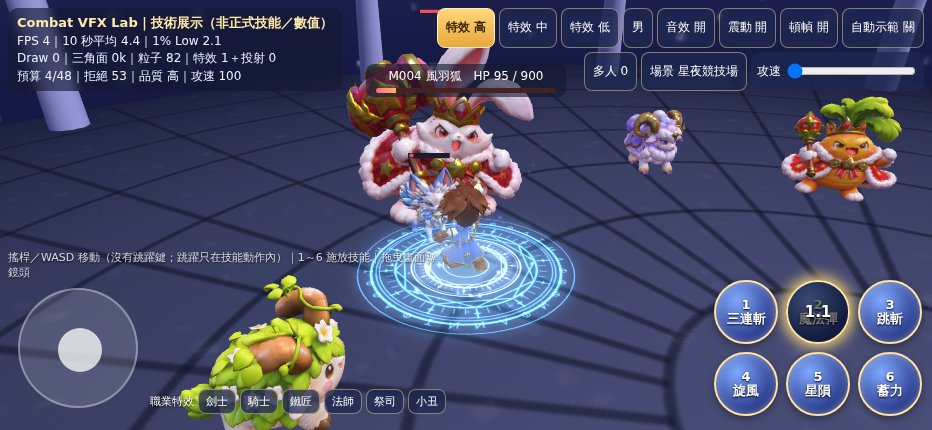 Combat VFX Lab｜技術展示（非正式技能／數值）
FPS 4｜10 秒平均 4.4｜1% Low 2.1
Draw 0｜三角面 0k｜粒子 82｜特效 1＋投射 0
預算 4/48｜拒絕 53｜品質 高｜攻速 100
特效 高
特效 中
特效 低
男
音效 開
震動 開
頓幀 開
自動示範 關
多人 0
場景 星夜競技場
攻速
M004 風羽狐 HP 95 / 900
搖桿／WASD 移動（沒有跳躍鍵；跳躍只在技能動作內）｜1～6 施放技能｜拖曳畫面
鏡頭
1
三連斬
2
魔法彈
1.1
3
跳斬
4
旋風
5
星隕
6
蓄力
職業特效
劍士
騎士
鐵匠
法師
祭司
小丑